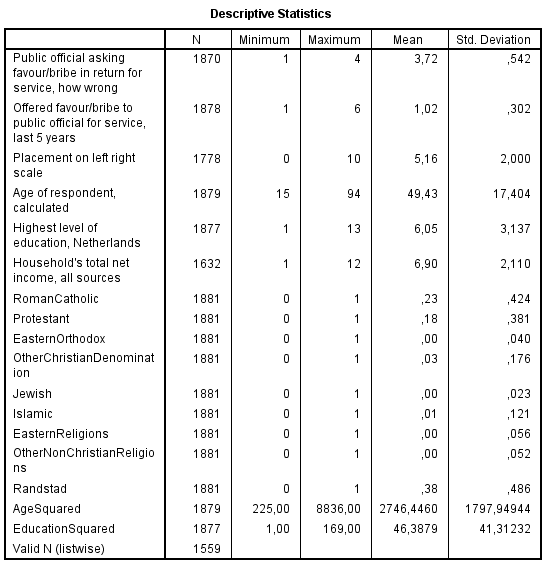 Descriptive Statistics
N Minimum Maximum Mean Std. Deviation
Public official asking
favour/bribe in return for
service, how wrong 1870 1 4 3,72 ,542
Offered favour/bribe to
public official for service,
last 5 years 1878 1 6 1,02 ,302
Placement on left right
scale 1778 0 10 5,16 2,000
Age of respondent,
calculated 1879 15 94 49,43 17,404
Highest level of
education, Netherlands 1877 1 13 6,05 3,137
Household's total net
income, all sources 1632 1 12 6,90 2,110
RomanCatholic 1881 0 1 ,23 ,424
Protestant 1881 0 1 ,18 ,381
EasternOrthodox 1881 0 1 ,00 ,040
OtherChristianDenominat
ion 1881 0 1 ,03 ,176
Jewish 1881 0 1 ,00 ,023
Islamic 1881 0 1 ,01 ,121
EasternReligions 1881 0 1 ,00 ,056
OtherNonChristianReligio
ns 1881 0 1 ,00 ,052
Randstad 1881 0 1 ,38 ,486
AgeSquared 1879 225,00 8836,00 2746,4460 1797,94944
EducationSquared 1877 1,00 169,00 46,3879 41,31232
Valid N (listwise) 1559